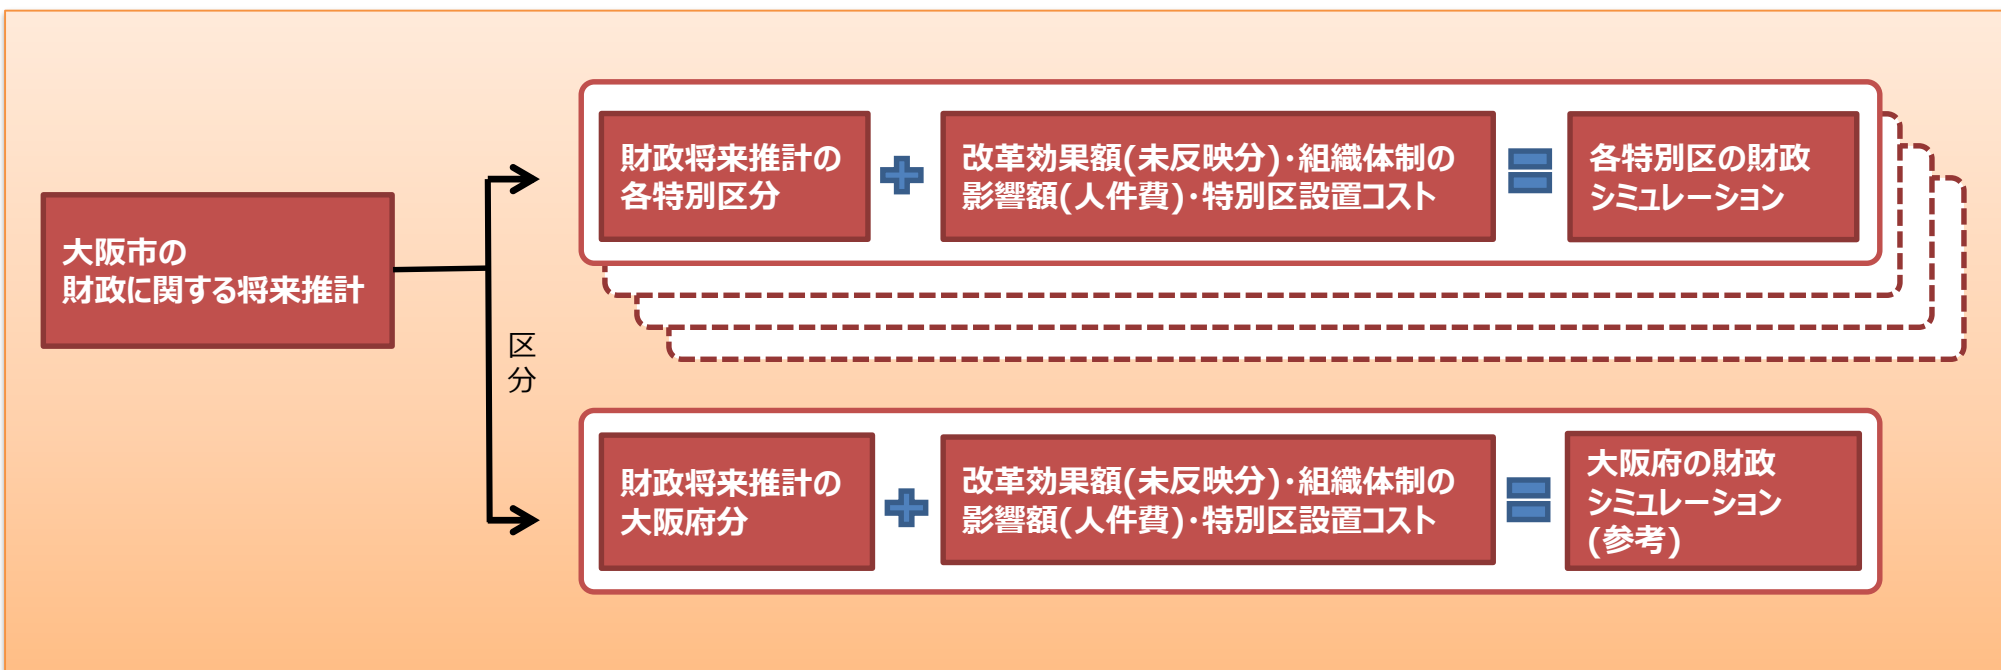 大阪市の
財政に関する将来推計
区
分
財政将来推計の
各特別区分
改革効果額(未反映分)・組織体制の
影響額(人件費)・特別区設置コスト
各特別区の財政
シミュレーション
財政将来推計の
大阪府分
改革効果額(未反映分)・組織体制の
影響額(人件費)・特別区設置コスト
大阪府の財政
シミュレーション
(参考)